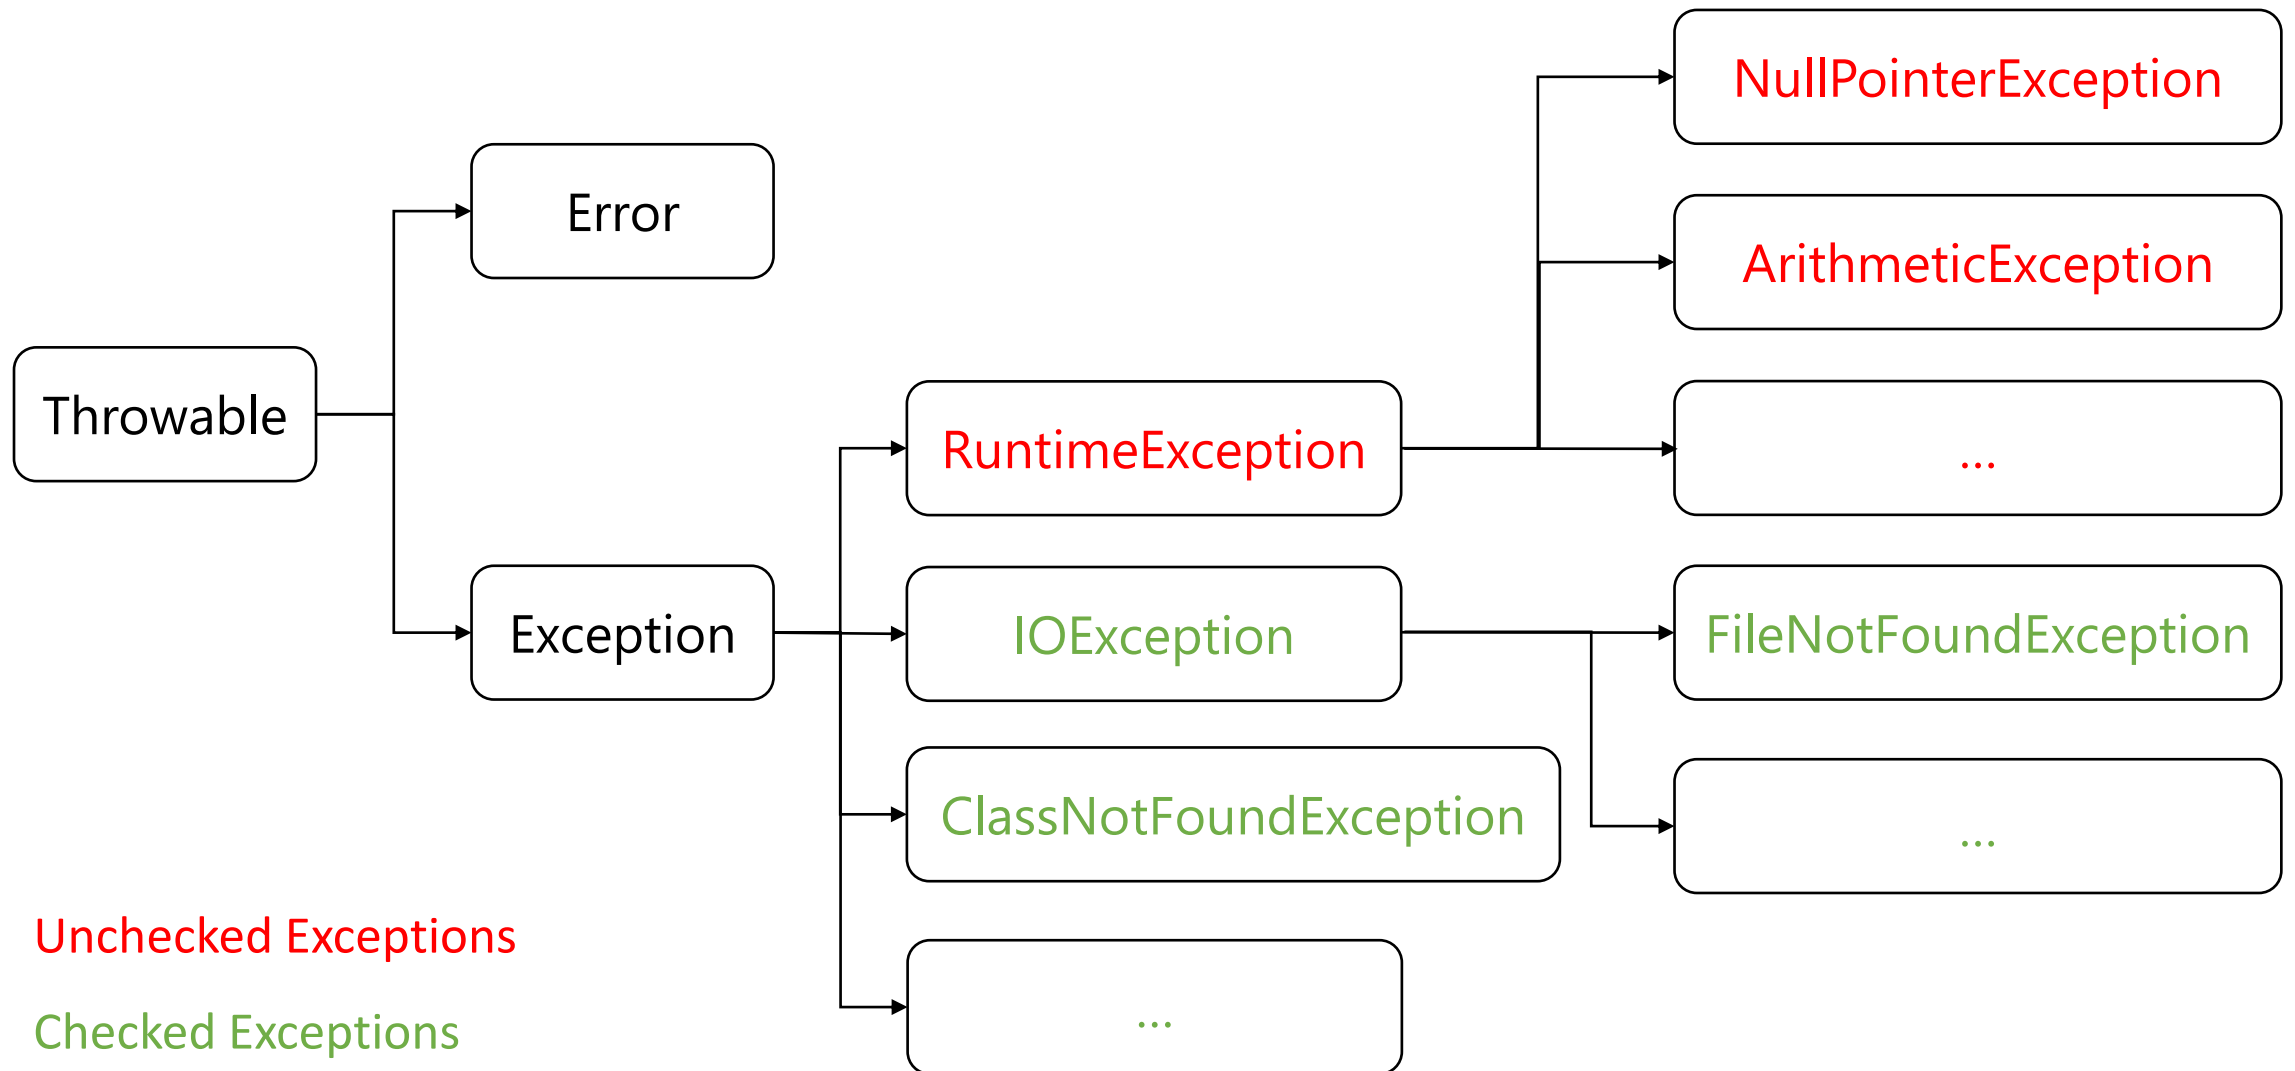 Throwable
Error
Exception
RuntimeException
IOException
ClassNotFoundException
...
NullPointerException
ArithmeticException
...
FileNotFoundException
...
Unchecked Exceptions
Checked Exceptions